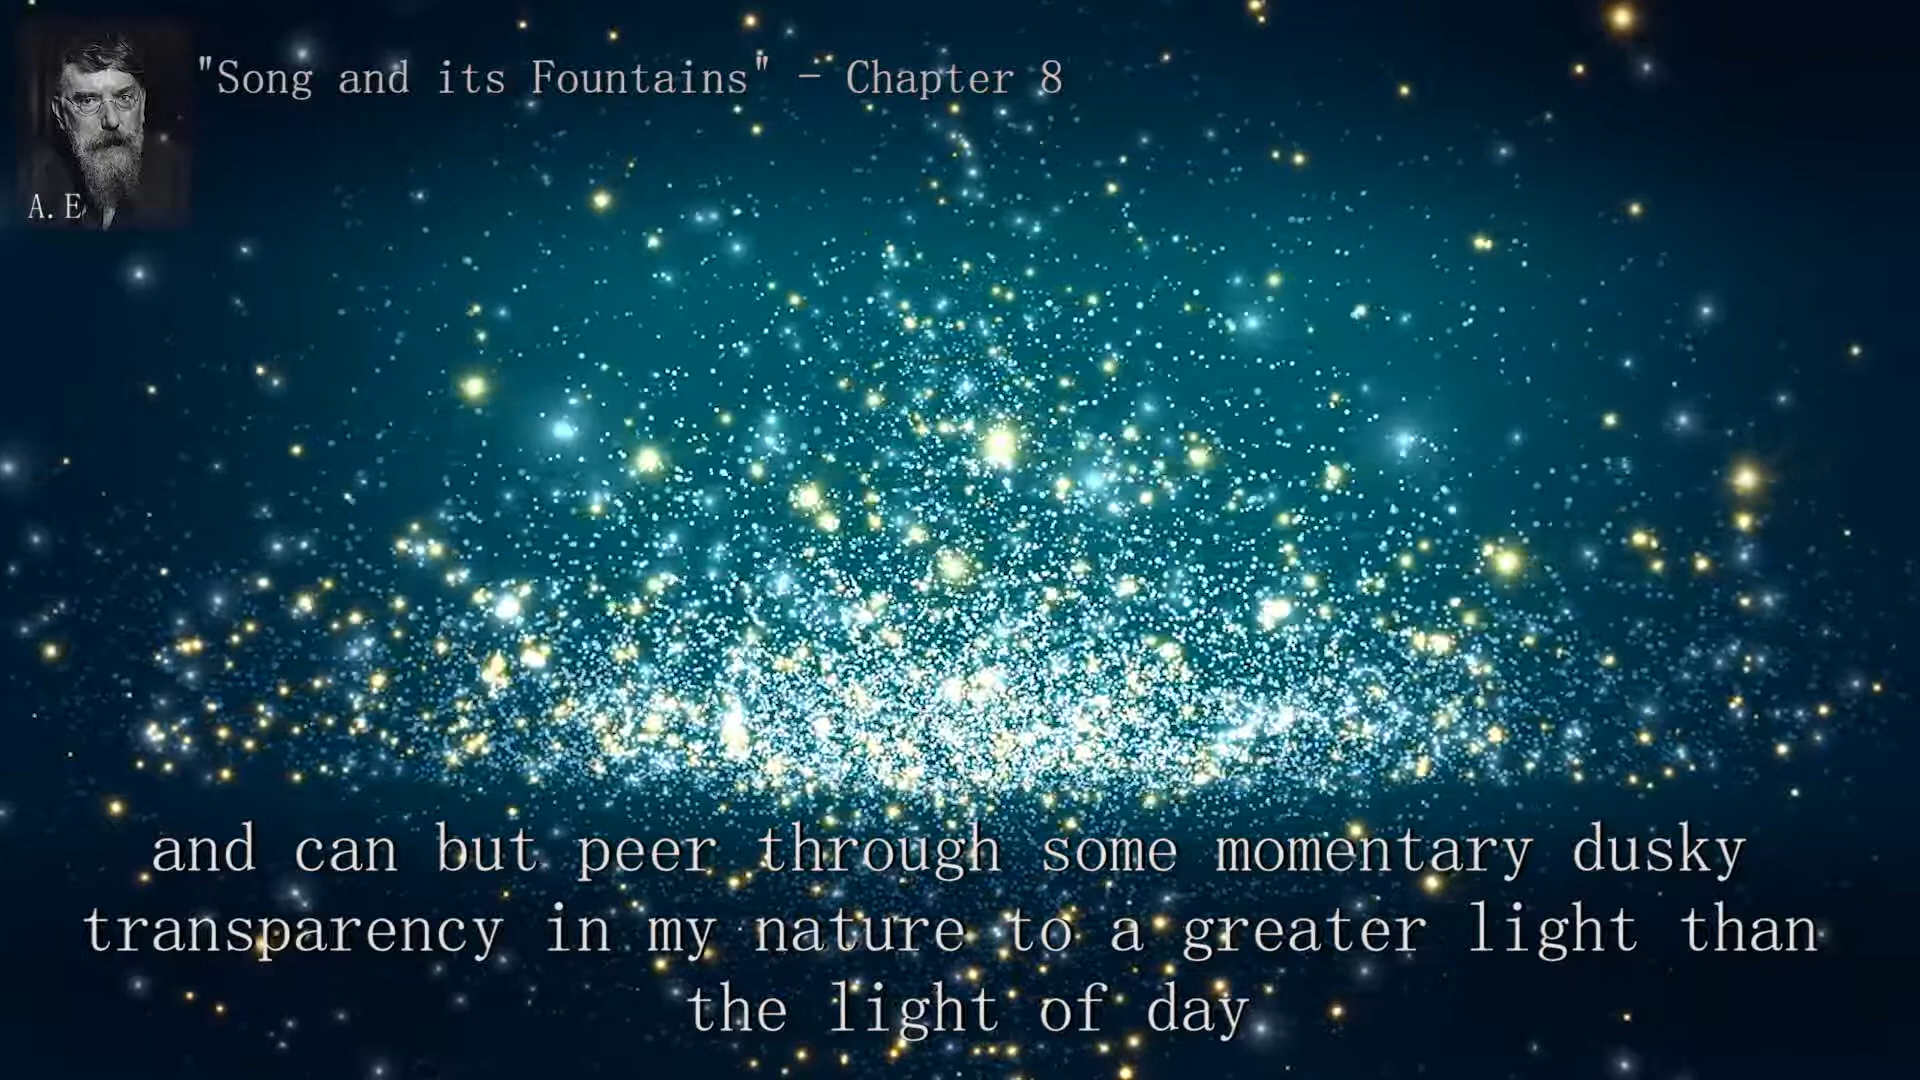 "Song and its Fountains" - Chapter 8
A.E
and can but peer through some momentary dusky
transparency in my nature to a greater light than
the light of day